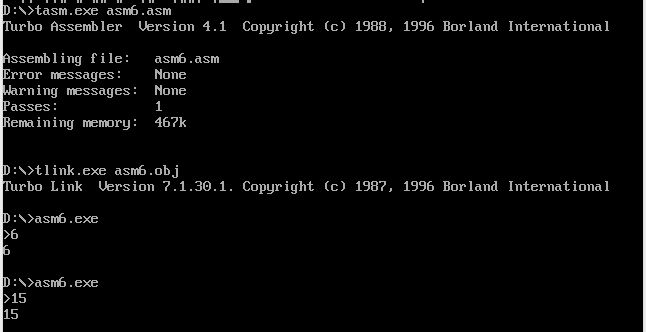 D:\>tasm.exe asm6.asm
Turbo Assembler  Version 4.1  Copyright (c) 1988, 1996 Borland International
Assembling file:   asm6.asm
Error messages:    None
Warning messages:  None
Passes:            1
Remaining memory:  467k
D:\>tlink.exe asm6.obj
Turbo Link  Version 7.1.30.1. Copyright (c) 1987, 1996 Borland International
D:\>asm6.exe
>6
6
D:\>asm6.exe
>15
15